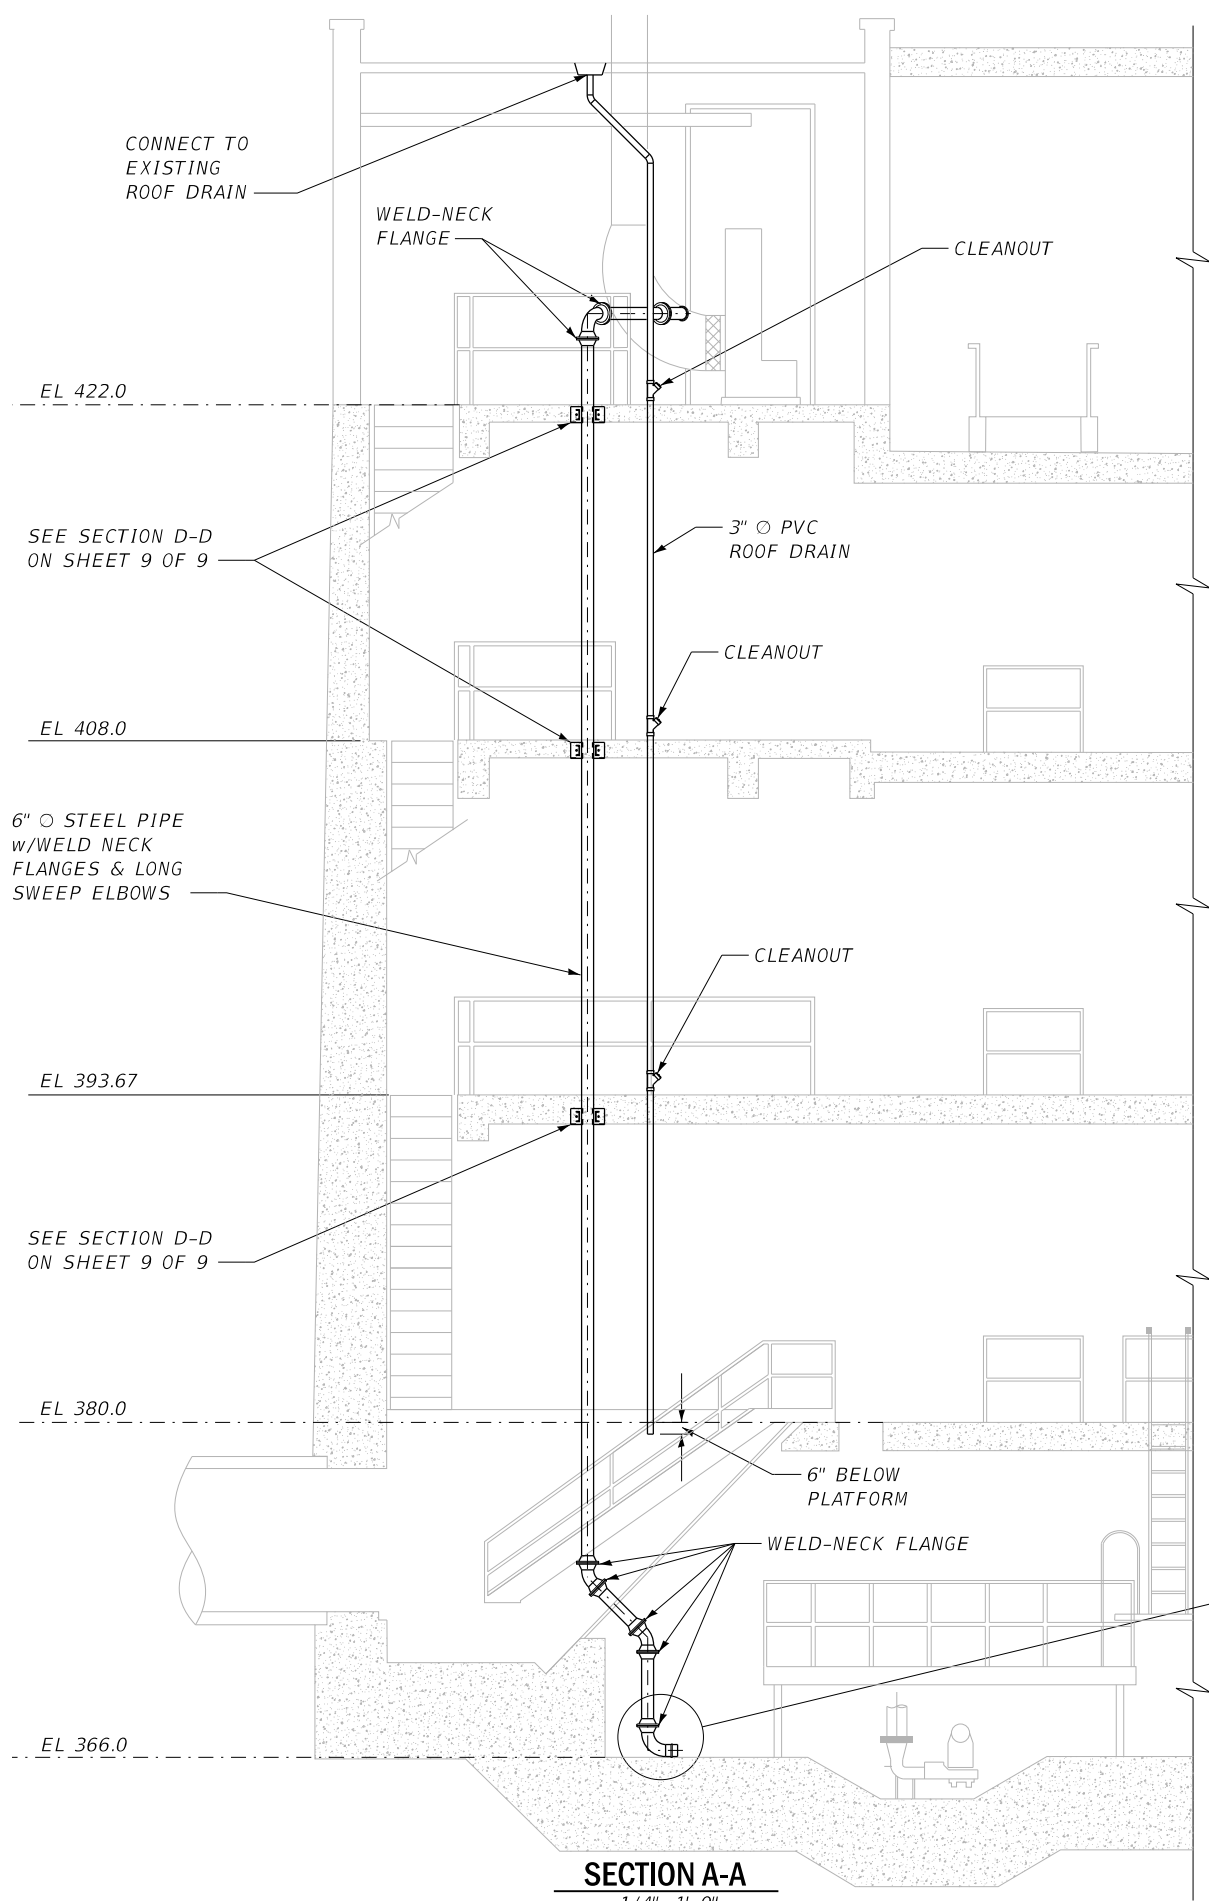 CONNECT TO
EXISTING
ROOF DRAIN
WELD-NECK
FLANGE
CLEANOUT
EL 422.0
SEE SECTION D-D
ON SHEET 9 OF 9
3" Ø PVC
ROOF DRAIN
CLEANOUT
EL 408.0
6" O STEEL PIPE
w/WELD NECK
FLANGES & LONG
SWEEP ELBOWS
CLEANOUT
EL 393.67
SEE SECTION D-D
ON SHEET 9 OF 9
EL 380.0
6" BELOW
PLATFORM
WELD-NECK FLANGE
EL 366.0
SECTION A-A